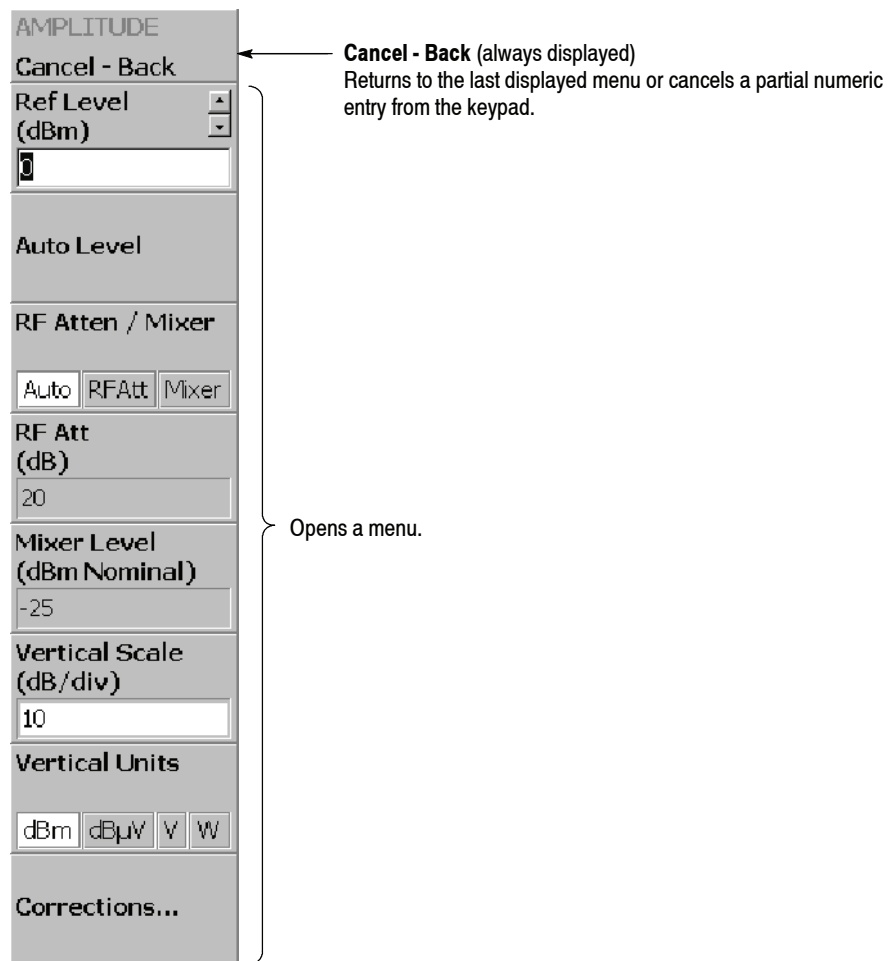 AMPLITUDE
Cancel - Back
Ref Level
(dBm)
0
Auto Level
RF Atten / Mixer
Auto RFAtt Mixer
RF Att
(dB)
20
Mixer Level
(dBm Nominal)
-25
Vertical Scale
(dB/div)
10
Vertical Units
dBm dBµV V W
Corrections...
Cancel - Back (always displayed)
Returns to the last displayed menu or cancels a partial numeric
entry from the keypad.
Opens a menu.